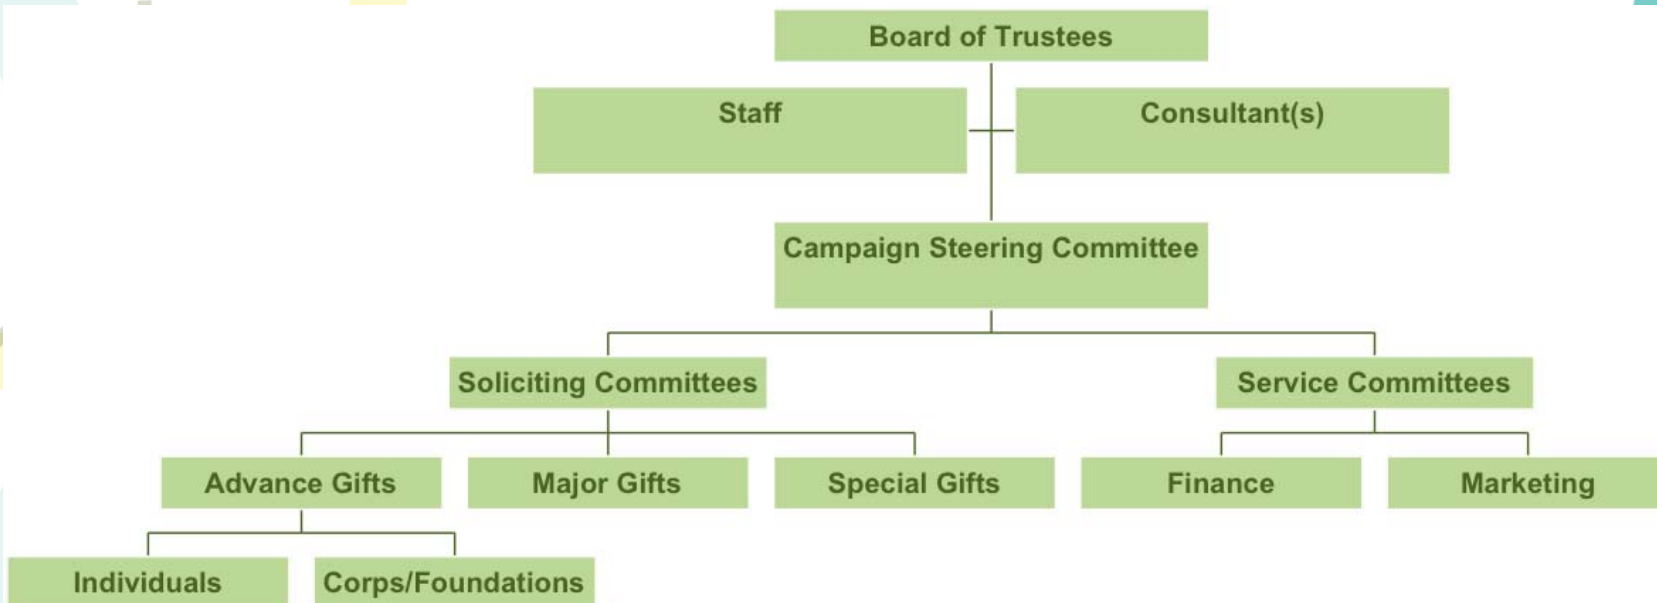 Board of Trustees
Staff
Consultant(s)
Campaign Steering Committee
Soliciting Committees
Service Committees
Advance Gifts
Major Gifts
Special Gifts
Finance
Marketing
Individuals
Corps/Foundations